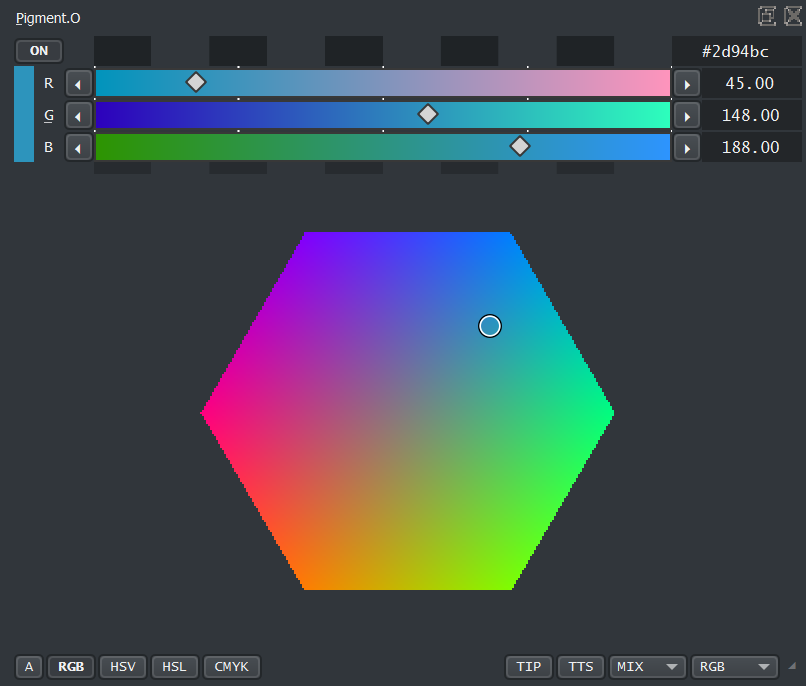 Pigment.O
ON #2d94bc
R 45.00
G 148.00
B 188.00
A RGB HSV HSL CMYK TIP TTS MIX RGB